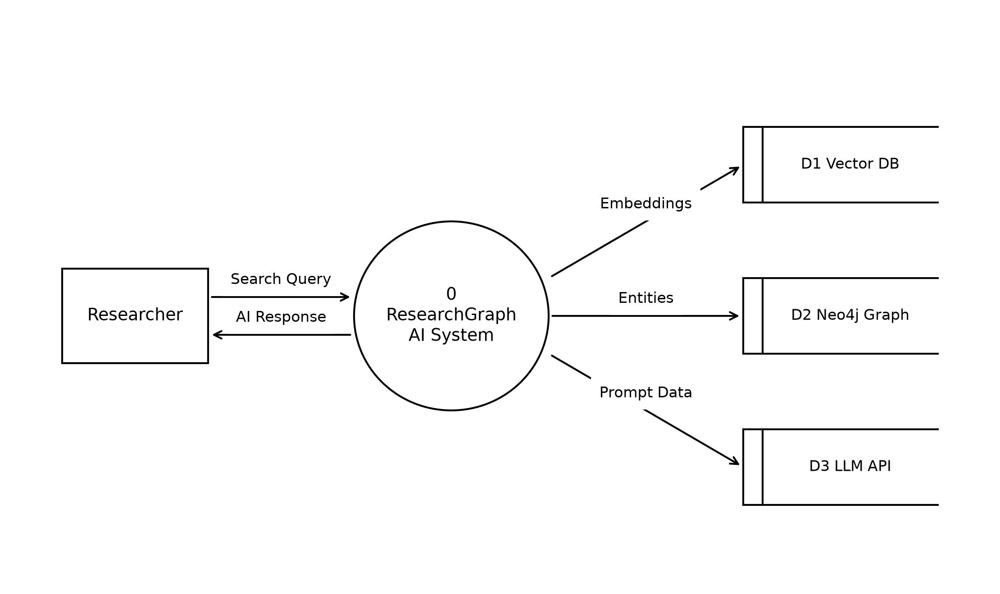 Researcher
Search Query
AI Response
0
ResearchGraph
AI System
Embeddings
Entities
Prompt Data
D1 Vector DB
D2 Neo4j Graph
D3 LLM API